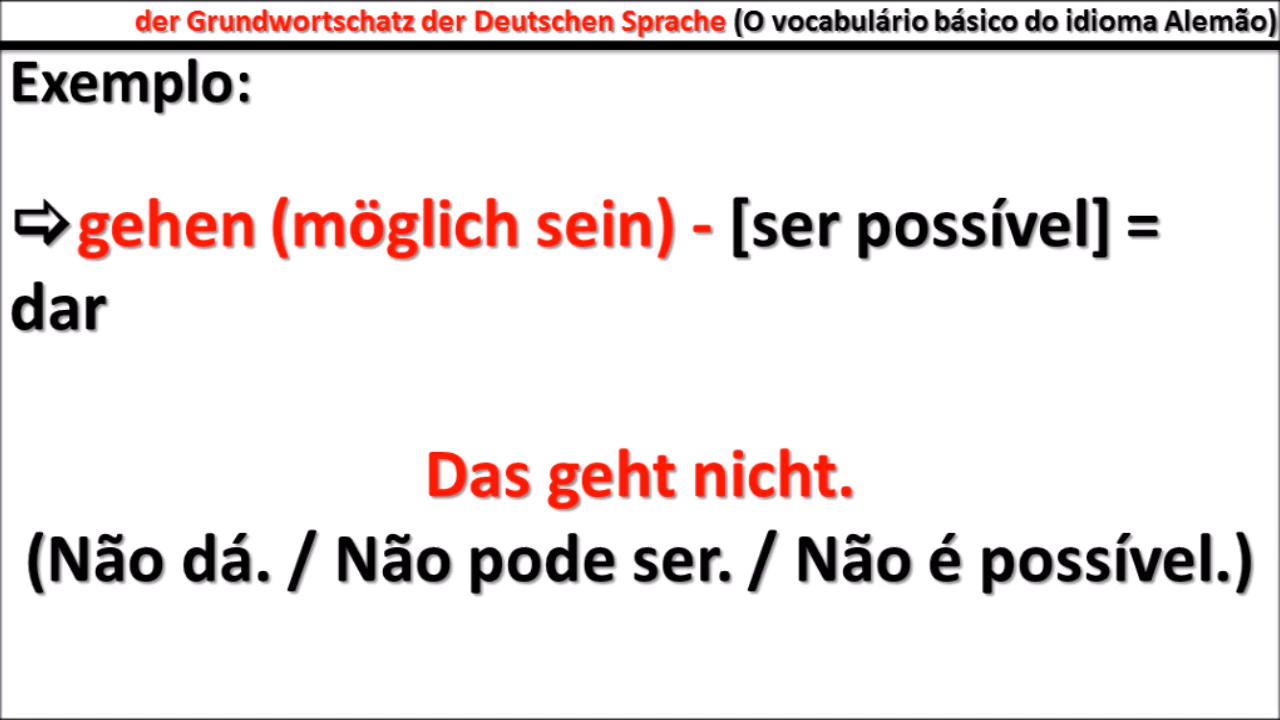 der Grundwortschatz der Deutschen Sprache (O vocabulário básico do idioma Alemão)
Exemplo:
⇨gehen (möglich sein) - [ser possível] =
dar
Das geht nicht.
(Não dá. / Não pode ser. / Não é possível.)